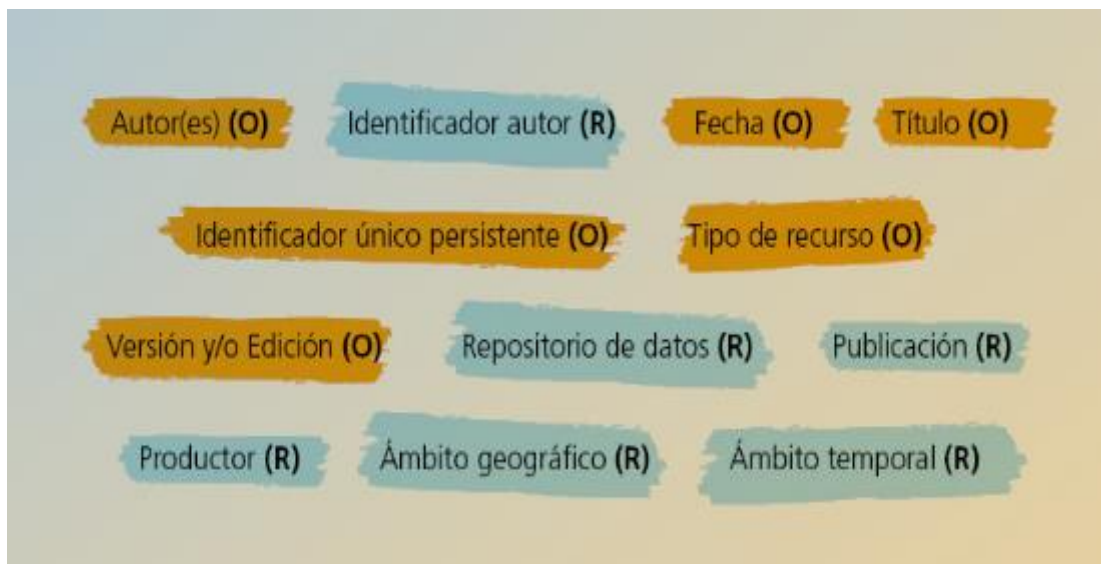 Autor(es) (O) Identificador autor (R) Fecha (O) Título (O)
Identificador único persistente (O) Tipo de recurso (O)
Versión y/o Edición (O) Repositorio de datos (R) Publicación (R)
Productor (R) Ámbito geográfico (R) Ámbito temporal (R)